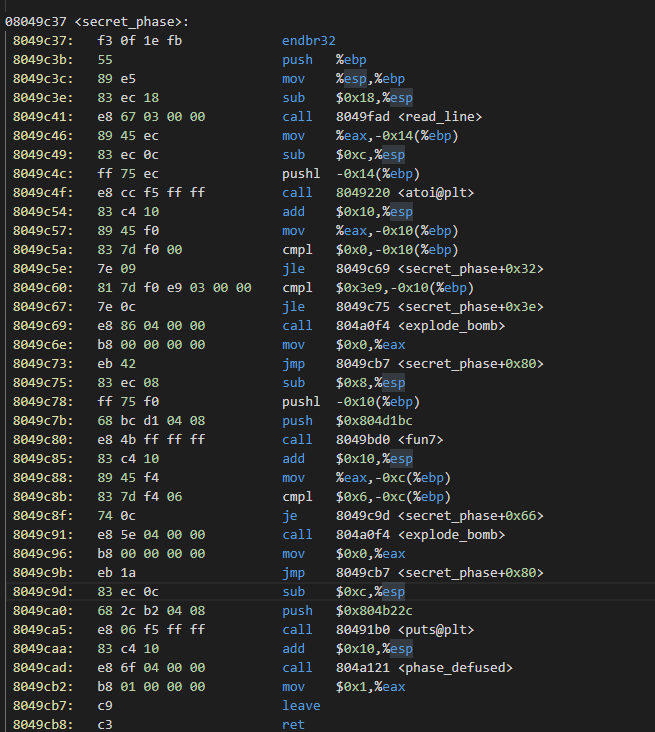 08049c37 <secret_phase>:
8049c37: f3 0f 1e fb endbr32
8049c3b: 55 push %ebp
8049c3c: 89 e5 mov %esp,%ebp
8049c3e: 83 ec 18 sub $0x18,%esp
8049c41: e8 67 03 00 00 call 8049fad <read_line>
8049c46: 89 45 ec mov %eax,-0x14(%ebp)
8049c49: 83 ec 0c sub $0xc,%esp
8049c4c: ff 75 ec pushl -0x14(%ebp)
8049c4f: e8 cc f5 ff ff call 8049220 <atoi@plt>
8049c54: 83 c4 10 add $0x10,%esp
8049c57: 89 45 f0 mov %eax,-0x10(%ebp)
8049c5a: 83 7d f0 00 cmpl $0x0,-0x10(%ebp)
8049c5e: 7e 09 jle 8049c69 <secret_phase+0x32>
8049c60: 81 7d f0 e9 03 00 00 cmpl $0x3e9,-0x10(%ebp)
8049c67: 7e 0c jle 8049c75 <secret_phase+0x3e>
8049c69: e8 86 04 00 00 call 804a0f4 <explode_bomb>
8049c6e: b8 00 00 00 00 mov $0x0,%eax
8049c73: eb 42 jmp 8049cb7 <secret_phase+0x80>
8049c75: 83 ec 08 sub $0x8,%esp
8049c78: ff 75 f0 pushl -0x10(%ebp)
8049c7b: 68 bc d1 04 08 push $0x804d1bc
8049c80: e8 4b ff ff ff call 8049bd0 <fun7>
8049c85: 83 c4 10 add $0x10,%esp
8049c88: 89 45 f4 mov %eax,-0xc(%ebp)
8049c8b: 83 7d f4 06 cmpl $0x6,-0xc(%ebp)
8049c8f: 74 0c je 8049c9d <secret_phase+0x66>
8049c91: e8 5e 04 00 00 call 804a0f4 <explode_bomb>
8049c96: b8 00 00 00 00 mov $0x0,%eax
8049c9b: eb 1a jmp 8049cb7 <secret_phase+0x80>
8049c9d: 83 ec 0c sub $0xc,%esp
8049ca0: 68 2c b2 04 08 push $0x804b22c
8049ca5: e8 06 f5 ff ff call 80491b0 <puts@plt>
8049caa: 83 c4 10 add $0x10,%esp
8049cad: e8 6f 04 00 00 call 804a121 <phase_defused>
8049cb2: b8 01 00 00 00 mov $0x1,%eax
8049cb7: c9 leave
8049cb8: c3 ret